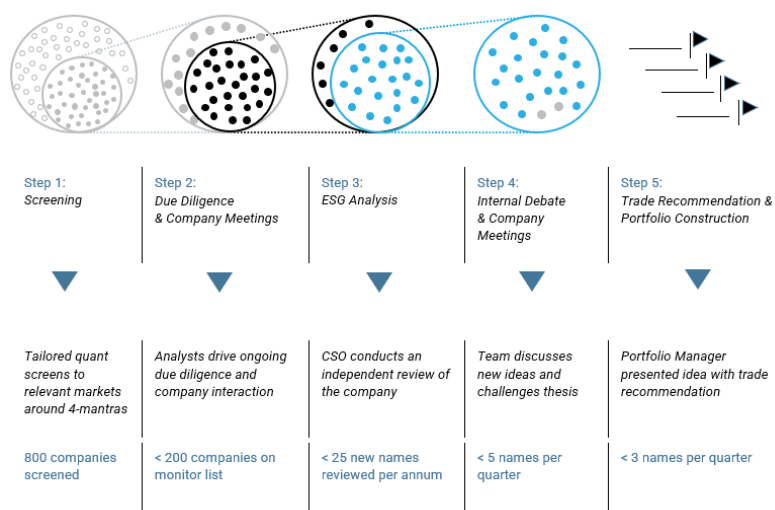 Step 1:
Screening
Step 2:
Due Diligence
& Company Meetings
Step 3:
ESG Analysis
Step 4:
Internal Debate
& Company
Meetings
Step 5:
Trade Recommendation &
Portfolio Construction
Tailored quant
screens to
relevant markets
around 4-mantras
Analysts drive ongoing
due diligence and
company interaction
CSO conducts an
independent review of
the company
Team discusses
new ideas and
challenges thesis
Portfolio Manager
presented idea with trade
recommendation
800 companies
screened
< 200 companies on
monitor list
< 25 new names
reviewed per annum
< 5 names per
quarter
< 3 names per quarter